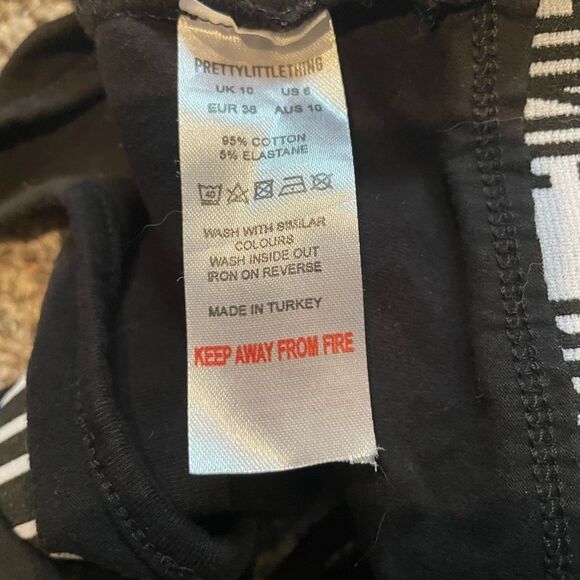 PRETTYLITTLETHING
UK 10 US 6
EUR 38 AUS 10
95% COTTON
5% ELASTANE
40
WASH WITH SIMILAR
COLOURS
WASH INSIDE OUT
IRON ON REVERSE
MADE IN TURKEY
KEEP AWAY FROM FIRE